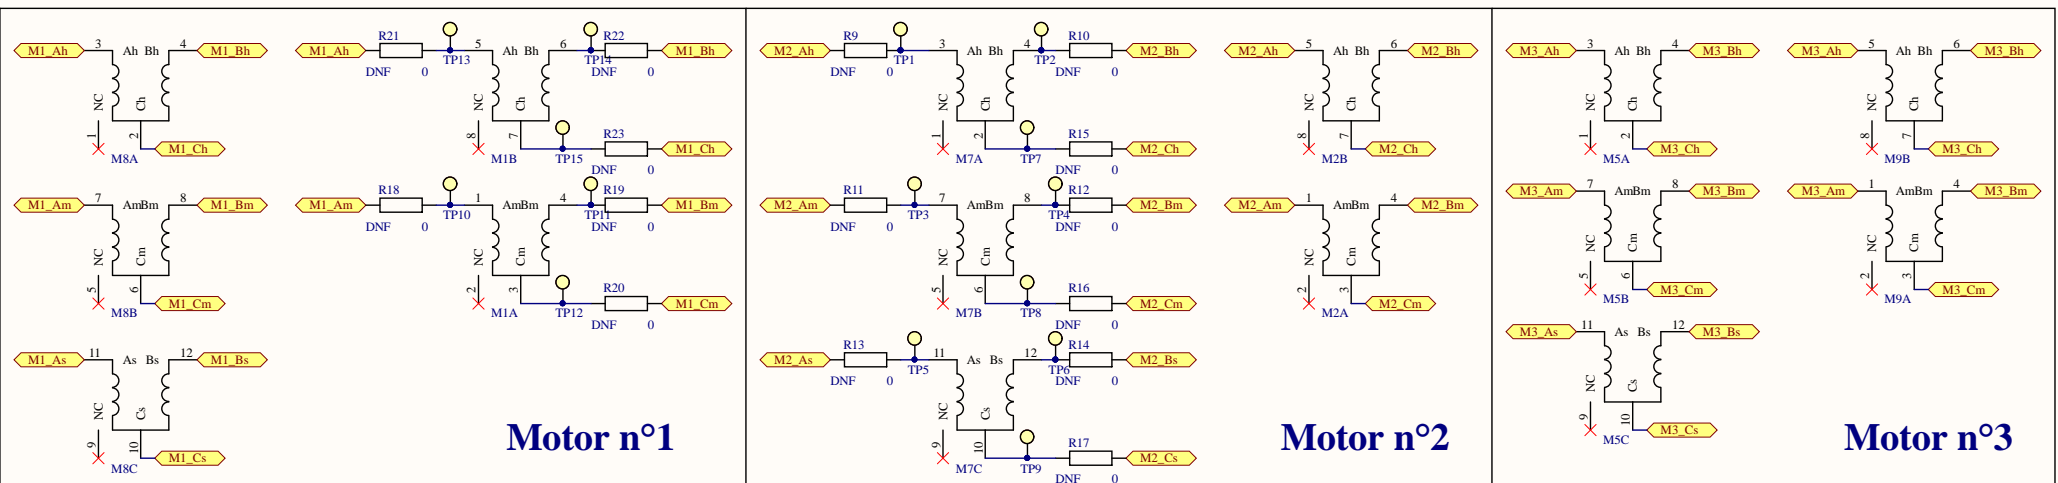 M1_Ah 3 Ah Bh 4 M1_Bh
NC Ch
1 2 M1_Ch
M8A
M1_Am 7 AmBm 8 M1_Bm
NC Cm
5 6 M1_Cm
M8B
M1_As 11 As Bs 12 M1_Bs
NC Cs
9 10 M1_Cs
M8C
R21 R22
M1_Ah 5 Ah Bh 6 M1_Bh
TP13 TP14
DNF 0 DNF 0
NC Ch R23
8 7 M1_Ch
M1B TP15
DNF 0
R18 R19
M1_Am 1 AmBm 4 M1_Bm
TP10 TP11
DNF 0 DNF 0
NC Cm R20
2 3 M1_Cm
M1A TP12
DNF 0
Motor n°1
R9 R10
M2_Ah 3 Ah Bh 4 M2_Bh
TP1 TP2
DNF 0 DNF 0
NC Ch R15
1 2 M2_Ch
M7A TP7
DNF 0
R11 R12
M2_Am 7 AmBm 8 M2_Bm
TP3 TP4
DNF 0 DNF 0
NC Cm R16
5 6 M2_Cm
M7B TP8
DNF 0
R13 R14
M2_As 11 As Bs 12 M2_Bs
TP5 TP6
DNF 0 DNF 0
NC Cs R17
9 10 M2_Cs
M7C TP9
DNF 0
M2_Ah 5 Ah Bh 6 M2_Bh
NC Ch
8 7 M2_Ch
M2B
M2_Am 1 AmBm 4 M2_Bm
NC Cm
2 3 M2_Cm
M2A
Motor n°2
M3_Ah 3 Ah Bh 4 M3_Bh
NC Ch
1 2 M3_Ch
M5A
M3_Am 7 AmBm 8 M3_Bm
NC Cm
5 6 M3_Cm
M5B
M3_As 11 As Bs 12 M3_Bs
NC Cs
9 10 M3_Cs
M5C
M3_Ah 5 Ah Bh 6 M3_Bh
NC Ch
8 7 M3_Ch
M9B
M3_Am 1 AmBm 4 M3_Bm
NC Cm
2 3 M3_Cm
M9A
Motor n°3